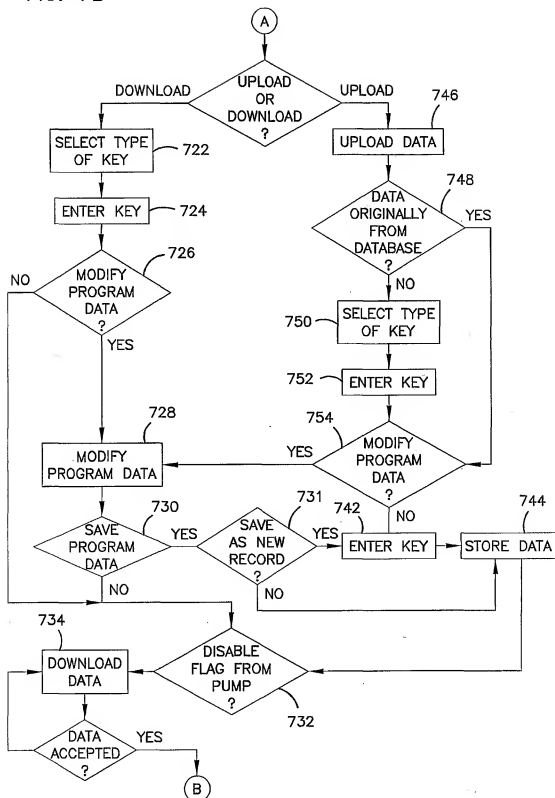 A
DOWNLOAD
UPLOAD
OR
DOWNLOAD
?
UPLOAD
746
SELECT TYPE
OF KEY
722
UPLOAD DATA
748
ENTER KEY
724
DATA
ORIGINALLY
FROM
DATABASE
?
YES
726
NO
MODIFY
PROGRAM
DATA
?
NO
750
SELECT TYPE
OF KEY
YES
752
ENTER KEY
728
754
MODIFY
PROGRAM DATA
YES
MODIFY
PROGRAM
DATA
?
730
731
742
NO
744
SAVE
PROGRAM
DATA
YES
SAVE
AS NEW
RECORD
?
YES
ENTER KEY
STORE DATA
NO
NO
734
DOWNLOAD
DATA
DISABLE
FLAG FROM
PUMP
?
732
DATA
ACCEPTED
?
YES
B